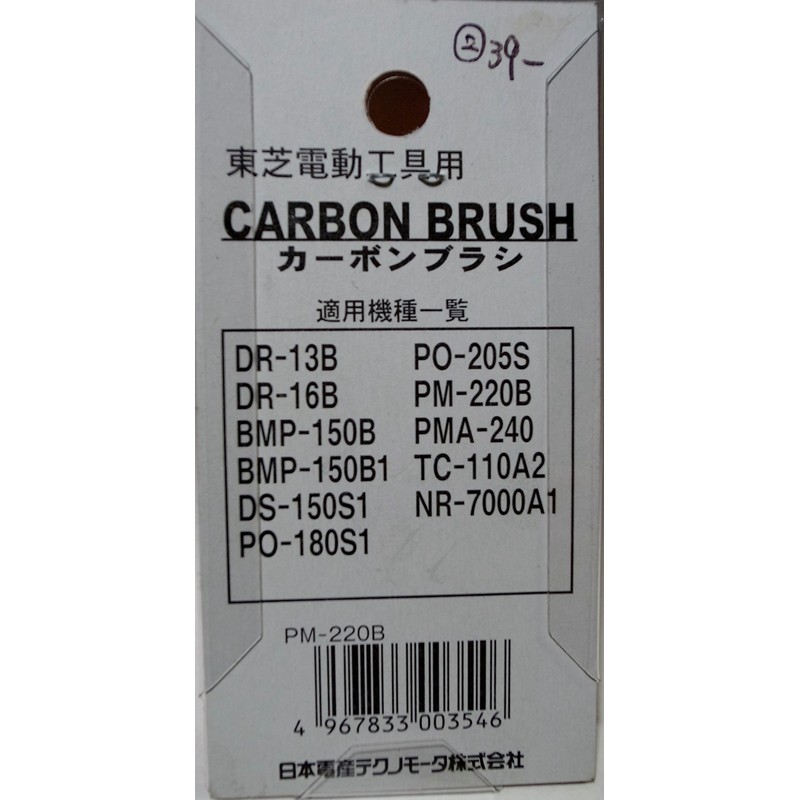 ② 39-
東芝電動工具用
CARBON BRUSH
カーボンブラシ
適用機種一覧
DR-13B PO-205S
DR-16B PM-220B
BMP-150B PMA-240
BMP-150B1 TC-110A2
DS-150S1 NR-7000A1
PO-180S1
PM-220B
4 967833 003546
日本電産テクノモータ株式会社